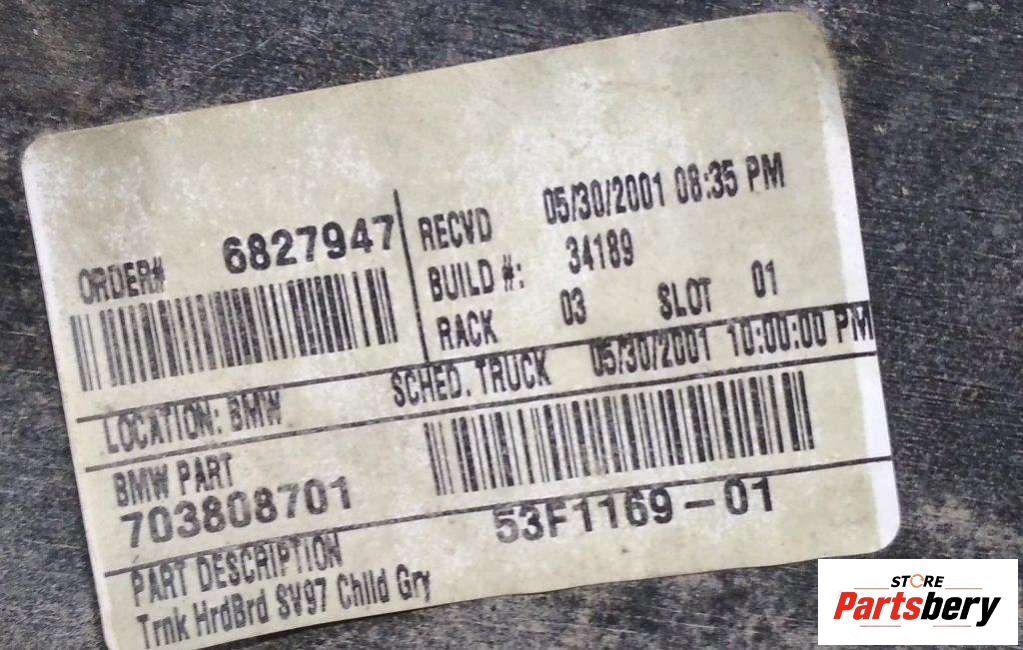 ORDER# 6827947
RECVD 05/30/2001 08:35 PM
BUILD #: 34189
RACK 03 SLOT 01
LOCATION: BMW SCHED. TRUCK 05/30/2001 10:00:00 PM
BMW PART
703808701
53F1169-01
PART DESCRIPTION
Trnk HrdBrd SV97 Chlld Gry
STORE
Partsbery